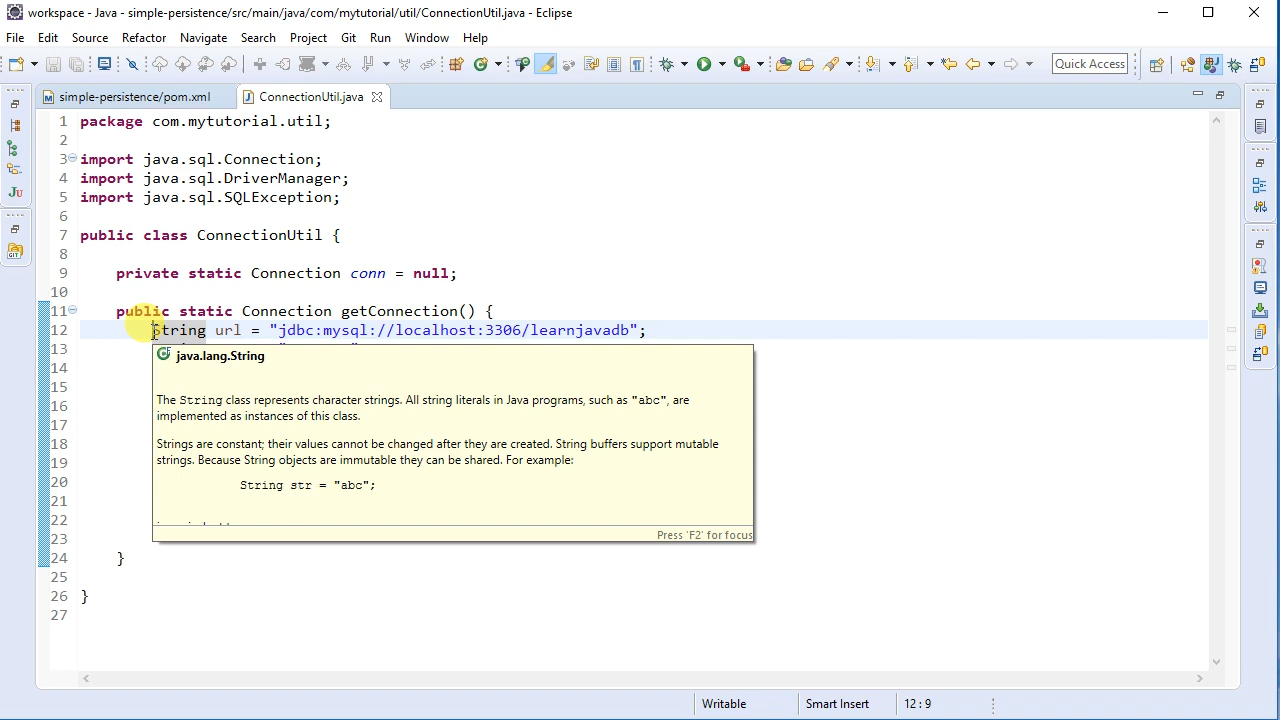 workspace - Java - simple-persistence/src/main/java/com/mytutorial/util/ConnectionUtil.java - Eclipse
File Edit Source Refactor Navigate Search Project Git Run Window Help
Quick Access
simple-persistence/pom.xml ConnectionUtil.java
1 package com.mytutorial.util;
2
3 import java.sql.Connection;
4 import java.sql.DriverManager;
5 import java.sql.SQLException;
6
7 public class ConnectionUtil {
8
9 private static Connection conn = null;
10
11 public static Connection getConnection() {
12 String url = "jdbc:mysql://localhost:3306/learnjavadb";
13
14
java.lang.String
15
16
The String class represents character strings. All string literals in Java programs, such as "abc", are
implemented as instances of this class.
17
18
Strings are constant; their values cannot be changed after they are created. String buffers support mutable
19
strings. Because String objects are immutable they can be shared. For example:
20
String str = "abc";
21
22
23
Press 'F2' for focus
24 }
25
26 }
27
Writable Smart Insert 12 : 9